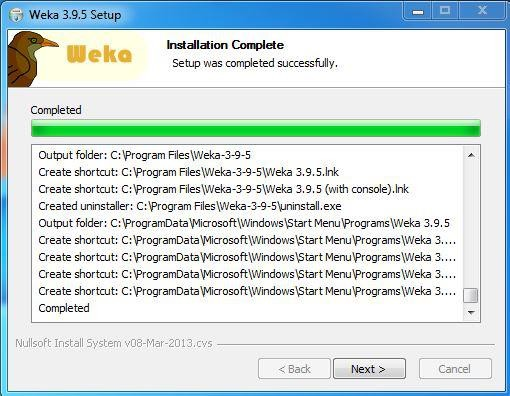 Weka 3.9.5 Setup
Installation Complete
Setup was completed successfully.
Weka
Completed
Output folder: C:\Program Files\Weka-3-9-5
Create shortcut: C:\Program Files\Weka-3-9-5\Weka 3.9.5.lnk
Create shortcut: C:\Program Files\Weka-3-9-5\Weka 3.9.5 (with console).lnk
Created uninstaller: C:\Program Files\Weka-3-9-5\uninstall.exe
Output folder: C:\ProgramData\Microsoft\Windows\Start Menu\Programs\Weka 3.9.5
Create shortcut: C:\ProgramData\Microsoft\Windows\Start Menu\Programs\Weka 3....
Create shortcut: C:\ProgramData\Microsoft\Windows\Start Menu\Programs\Weka 3....
Create shortcut: C:\ProgramData\Microsoft\Windows\Start Menu\Programs\Weka 3....
Create shortcut: C:\ProgramData\Microsoft\Windows\Start Menu\Programs\Weka 3....
Completed
Nullsoft Install System v08-Mar-2013.cvs
< Back Next > Cancel